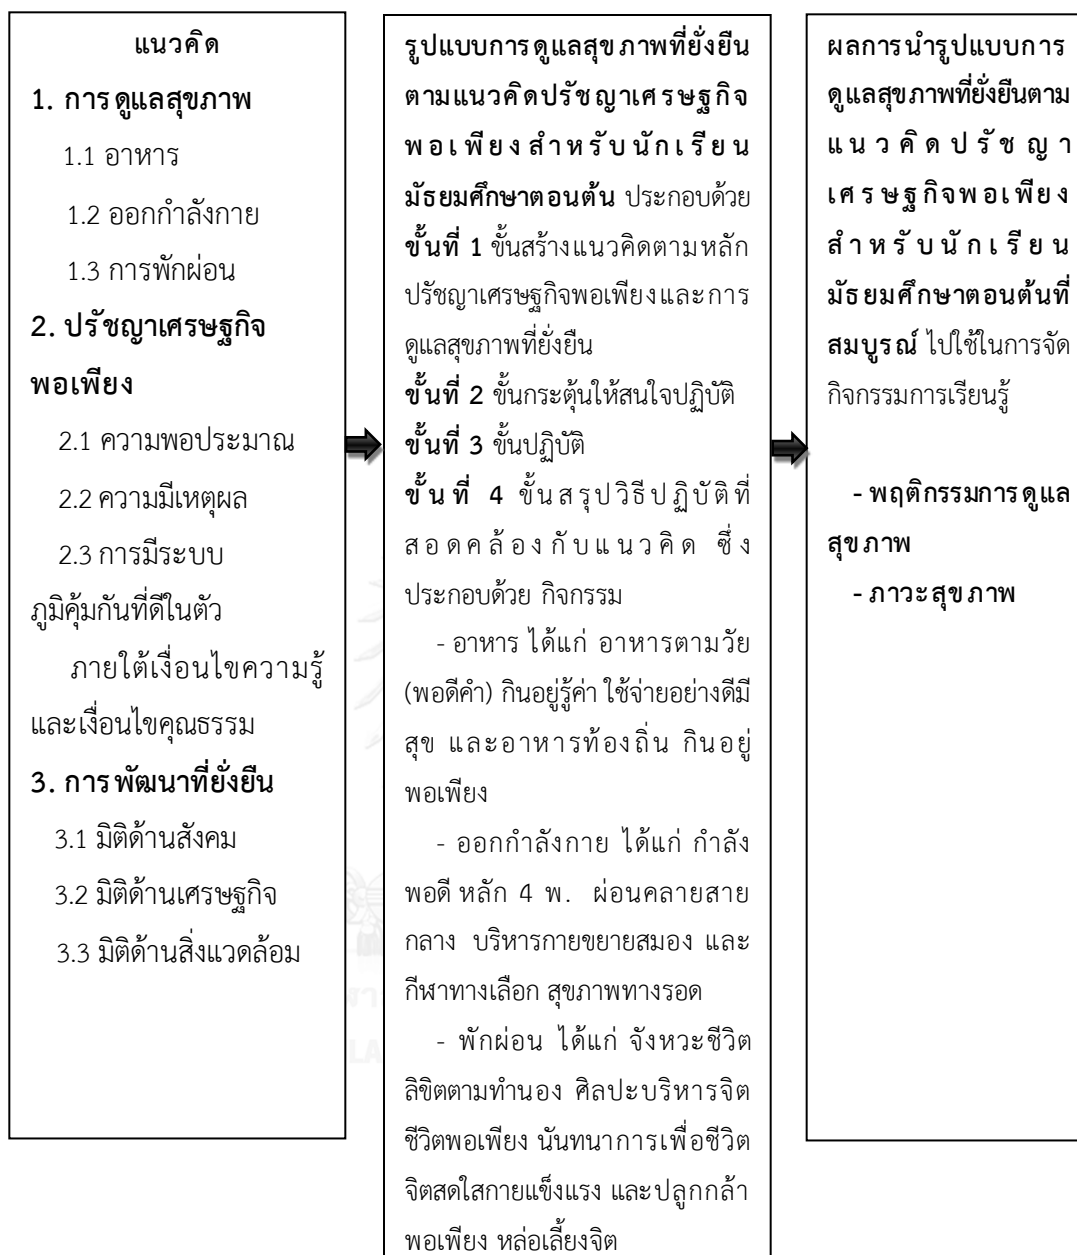 แนวคิด
1. การดูแลสุขภาพ
1.1 อาหาร
1.2 ออกกำลังกาย
1.3 การพักผ่อน
2. ปรัชญาเศรษฐกิจ
พอเพียง
2.1 ความพอประมาณ
2.2 ความมีเหตุผล
2.3 การมีระบบ
ภูมิคุ้มกันที่ดีในตัว
ภายใต้เงื่อนไขความรู้
และเงื่อนไขคุณธรรม
3. การพัฒนาที่ยั่งยืน
3.1 มิติด้านสังคม
3.2 มิติด้านเศรษฐกิจ
3.3 มิติด้านสิ่งแวดล้อม
รูปแบบการดูแลสุขภาพที่ยั่งยืน
ตามแนวคิดปรัชญาเศรษฐกิจ
พอเพียงสำหรับนักเรียน
มัธยมศึกษาตอนต้น ประกอบด้วย
ขั้นที่ 1 ขั้นสร้างแนวคิดตามหลัก
ปรัชญาเศรษฐกิจพอเพียงและการ
ดูแลสุขภาพที่ยั่งยืน
ขั้นที่ 2 ขั้นกระตุ้นให้สนใจปฏิบัติ
ขั้นที่ 3 ขั้นปฏิบัติ
ขั้นที่ 4 ขั้นสรุปวิธีปฏิบัติที่
สอดคล้องกับแนวคิด ซึ่ง
ประกอบด้วย กิจกรรม
- อาหาร ได้แก่ อาหารตามวัย
(พอดีคำ) กินอยู่รู้ค่า ใช้จ่ายอย่างดีมี
สุข และอาหารท้องถิ่น กินอยู่
พอเพียง
- ออกกำลังกาย ได้แก่ กำลัง
พอดี หลัก 4 พ. ผ่อนคลายสาย
กลาง บริหารกายขยายสมอง และ
กีฬาทางเลือก สุขภาพทางรอด
- พักผ่อน ได้แก่ จังหวะชีวิต
ลิขิตตามทำนอง ศิลปะบริหารจิต
ชีวิตพอเพียง นันทนาการเพื่อชีวิต
จิตสดใสกายแข็งแรง และปลูกกล้า
พอเพียง หล่อเลี้ยงจิต
ผลการนำรูปแบบการ
ดูแลสุขภาพที่ยั่งยืนตาม
แนวคิดปรัชญา
เศรษฐกิจพอเพียง
สำหรับนักเรียน
มัธยมศึกษาตอนต้นที่
สมบูรณ์ ไปใช้ในการจัด
กิจกรรมการเรียนรู้
- พฤติกรรมการดูแล
สุขภาพ
- ภาวะสุขภาพ